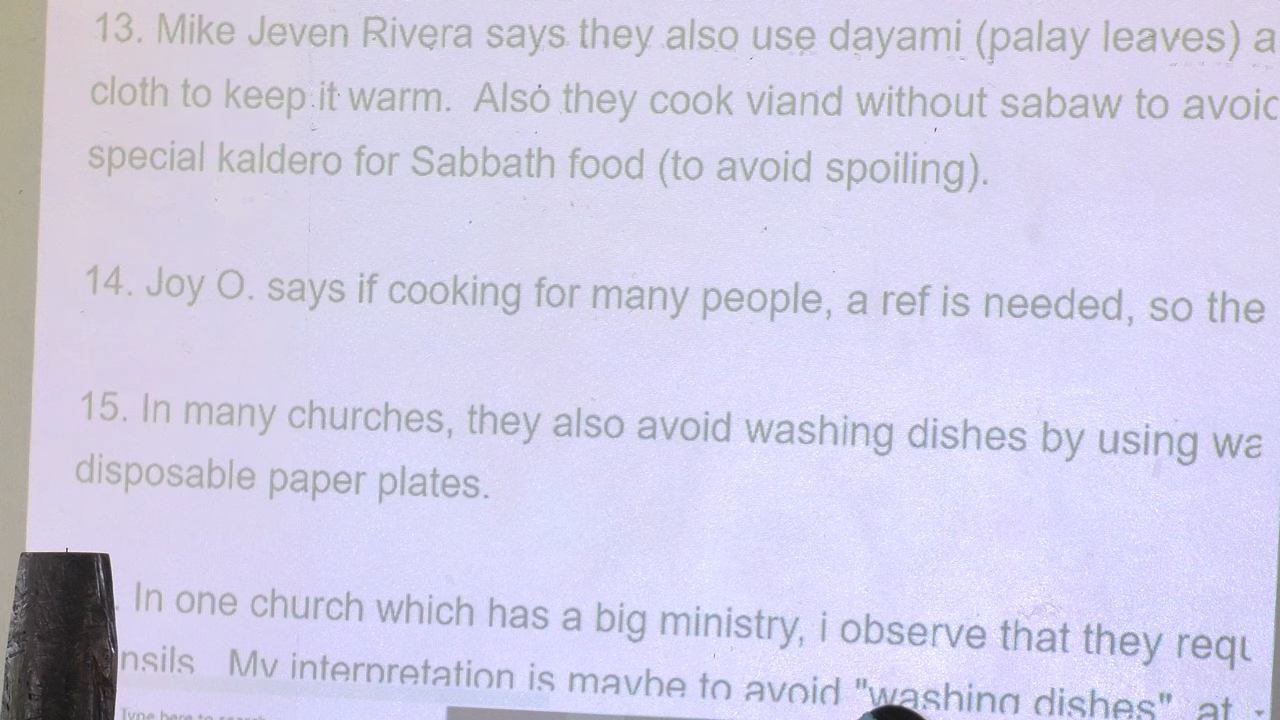 13. Mike Jeven Rivera says they also use dayami (palay leaves) a
cloth to keep it warm. Also they cook viand without sabaw to avoid
special kaldero for Sabbath food (to avoid spoiling).
14. Joy O. says if cooking for many people, a ref is needed, so the
15. In many churches, they also avoid washing dishes by using wa
disposable paper plates.
. In one church which has a big ministry, i observe that they requ
nsils My interpretation is maybe to avoid "washing dishes" at
Type here to search